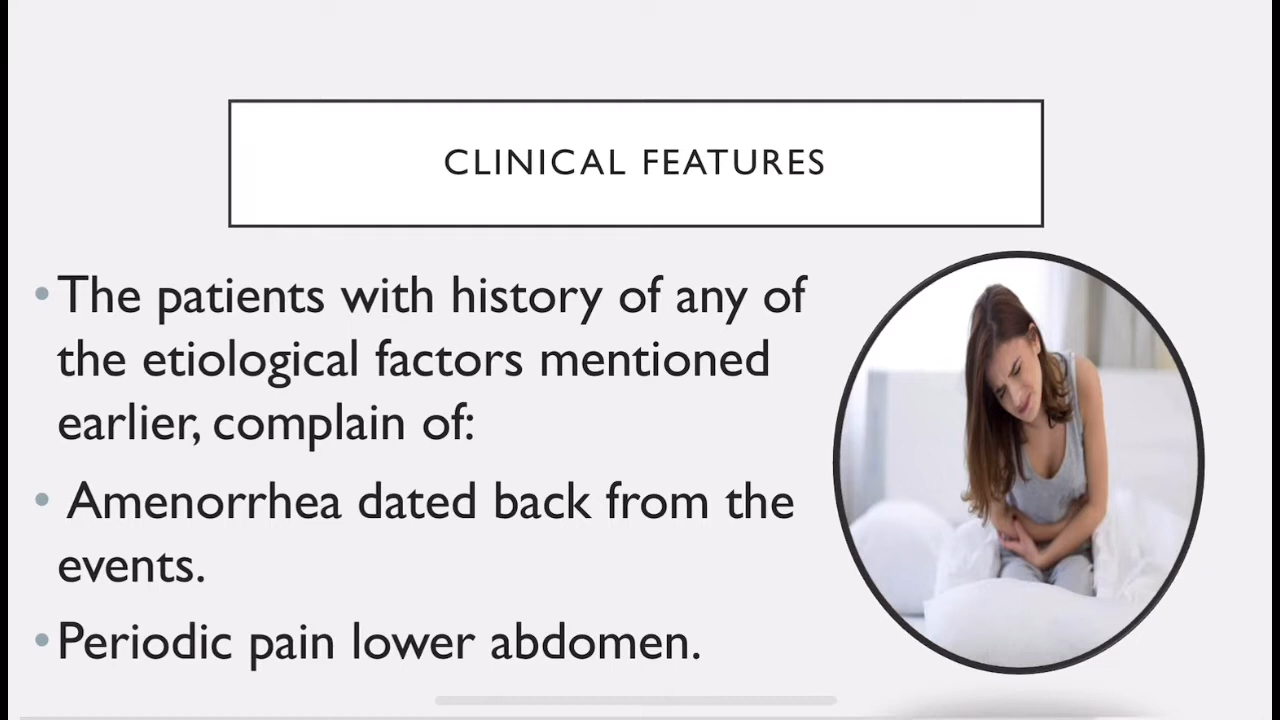 CLINICAL FEATURES
• The patients with history of any of
the etiological factors mentioned
earlier, complain of:
• Amenorrhea dated back from the
events.
• Periodic pain lower abdomen.